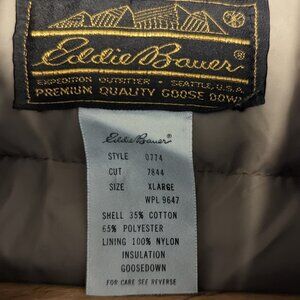 Eddie Bauer®
EXPEDITION OUTFITTER • SEATTLE, U.S.A.
PREMIUM QUALITY GOOSE DOWN
Eddie Bauer®
STYLE 0774
CUT 7844
SIZE XLARGE
WPL 9647
SHELL 35% COTTON
65% POLYESTER
LINING 100% NYLON
INSULATION
GOOSEDOWN
FOR CARE SEE REVERSE